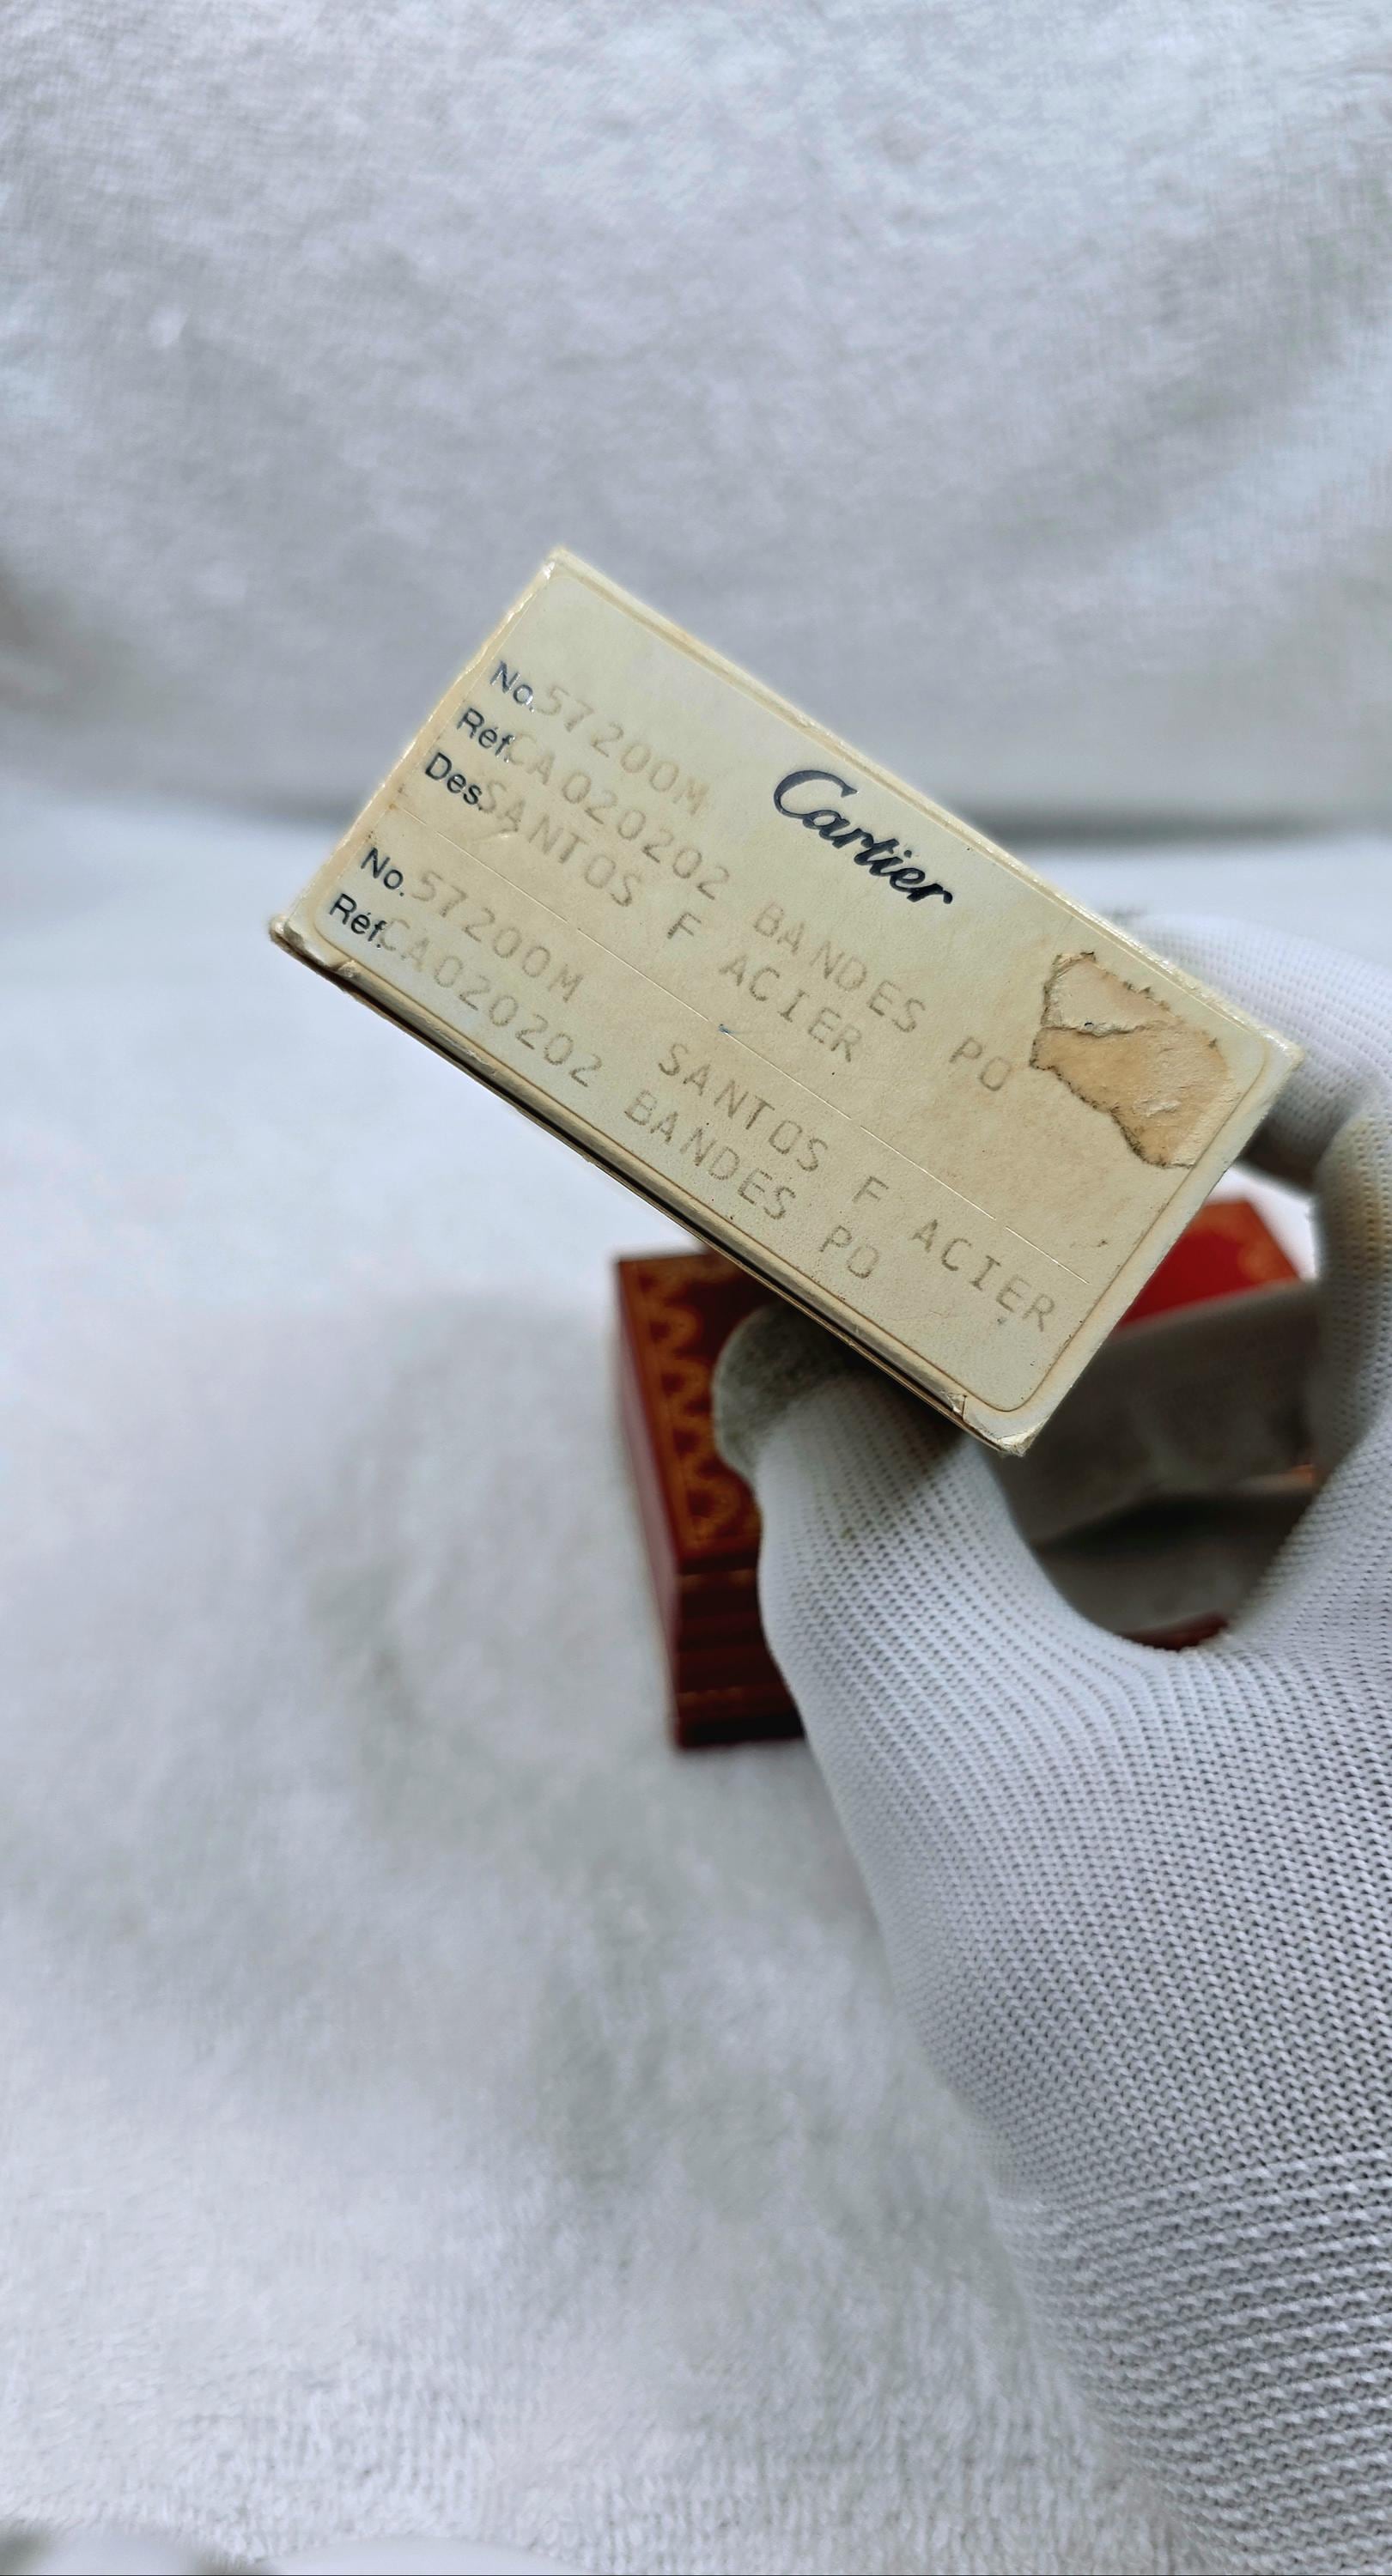 Cartier
No. 57200M
Réf. CA020202 BANDES PO
Des. SANTOS F ACIER
No. 57200M SANTOS F ACIER
Réf. CA020202 BANDES PO